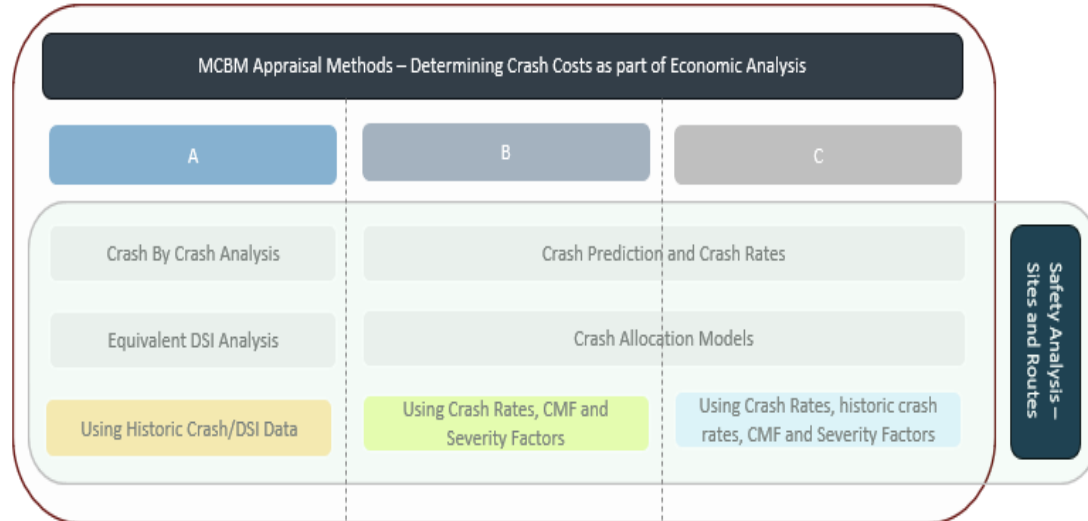 MCBM Appraisal Methods – Determining Crash Costs as part of Economic Analysis
A
B
C
Crash By Crash Analysis
Crash Prediction and Crash Rates
Equivalent DSI Analysis
Crash Allocation Models
Using Historic Crash/DSI Data
Using Crash Rates, CMF and
Severity Factors
Using Crash Rates, historic crash
rates, CMF and Severity Factors
Safety Analysis –
Sites and Routes